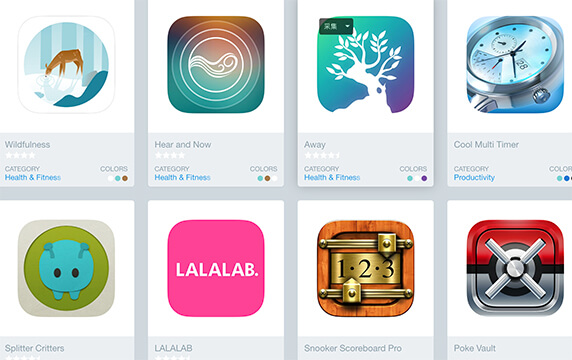 采集
Wildfulness
Hear and Now
Away
Cool Multi Timer
CATEGORY COLORS
Health & Fitness
CATEGORY COLORS
Health & Fitness
CATEGORY COLORS
Health & Fitness
CATEGORY COLORS
Productivity
LALALAB.
1·2·3
Splitter Critters
LALALAB
Snooker Scoreboard Pro
Poke Vault